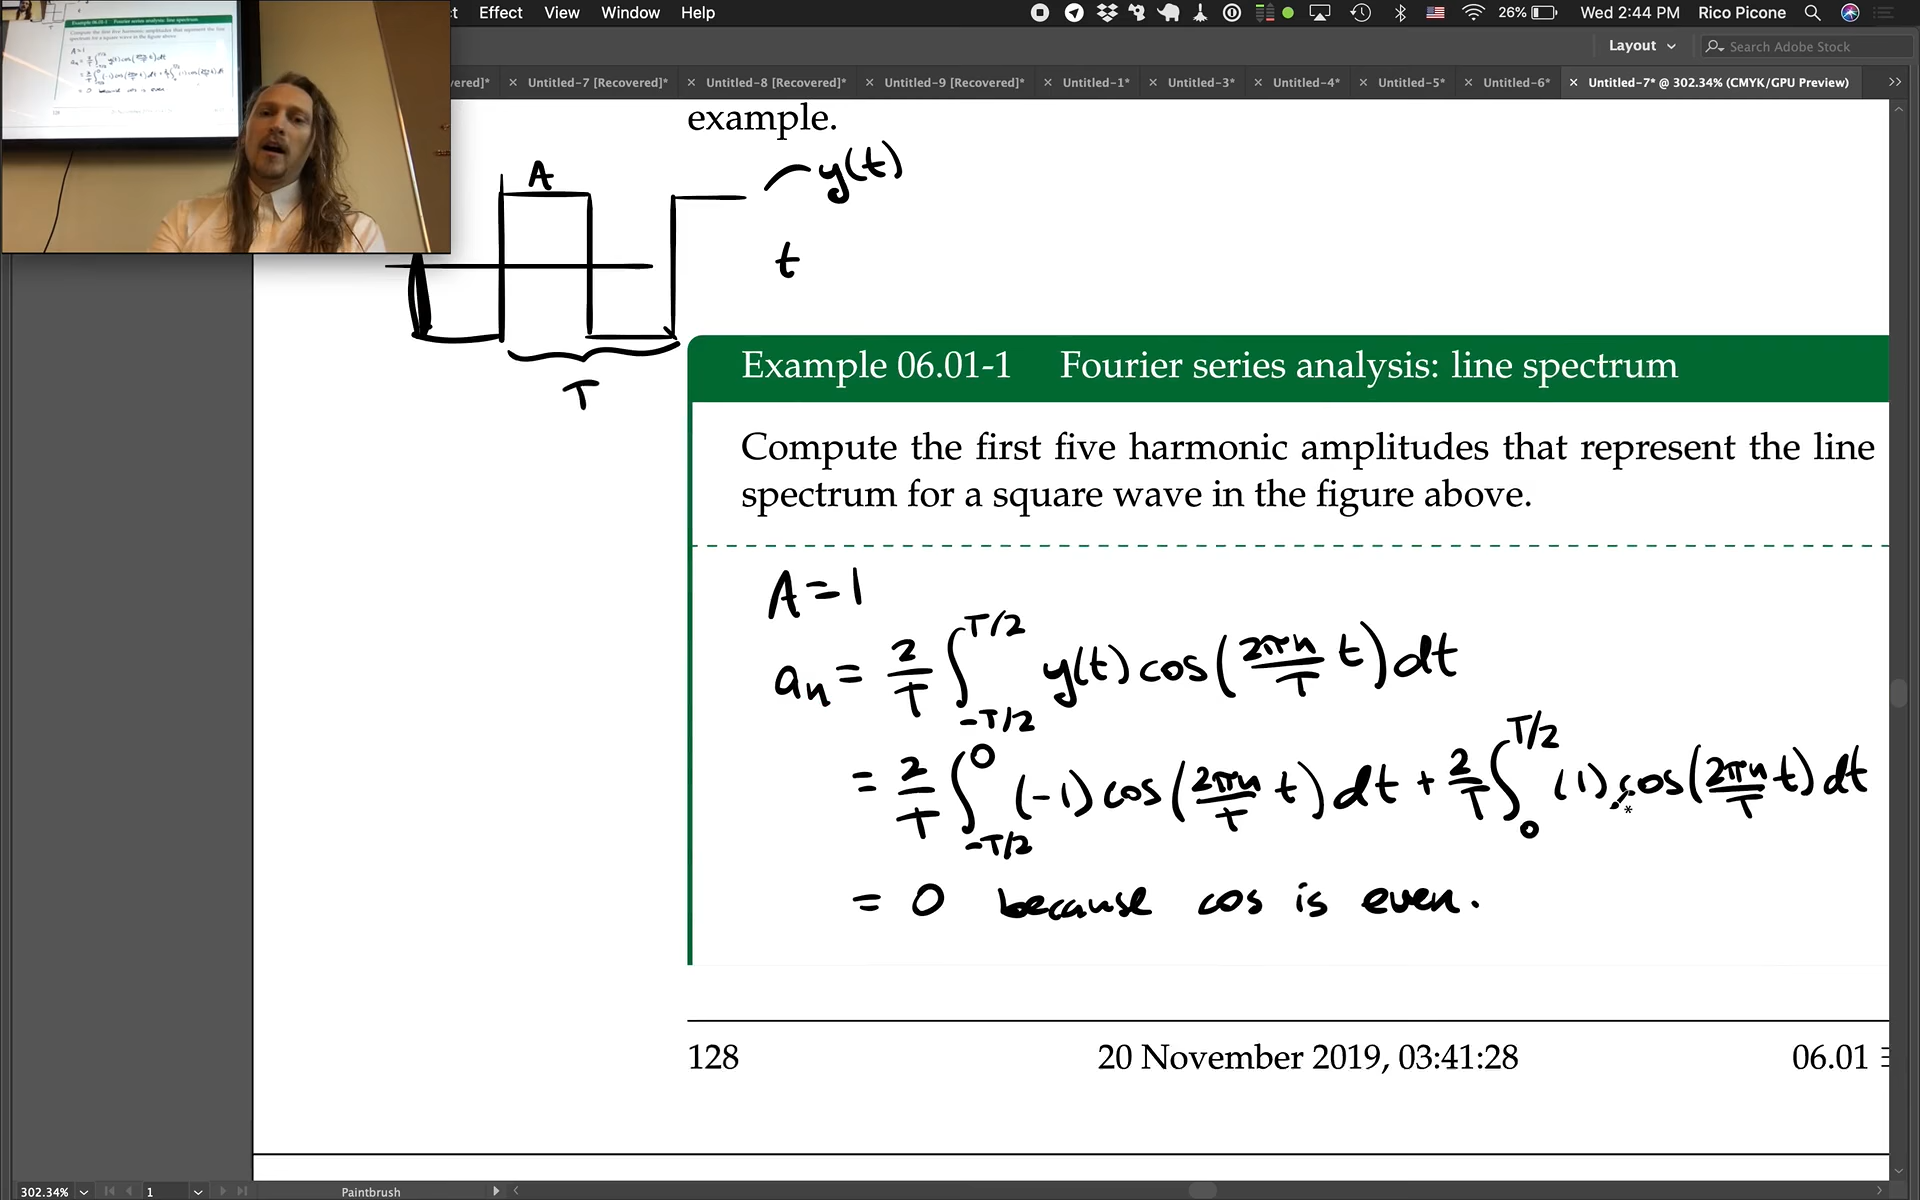 Effect View Window Help 26% Wed 2:44 PM Rico Picone
Layout Search Adobe Stock
ered]* × Untitled-7 [Recovered]* × Untitled-8 [Recovered]* × Untitled-9 [Recovered]* × Untitled-1* × Untitled-3* × Untitled-4* × Untitled-5* × Untitled-6* × Untitled-7* @ 302.34% (CMYK/GPU Preview) >>
example.
A
y(t)
t
T
Example 06.01-1 Fourier series analysis: line spectrum
Compute the first five harmonic amplitudes that represent the line
spectrum for a square wave in the figure above.
A = 1
aₙ = 2/T ∫_{-T/2}^{T/2} y(t) cos(2πn/T t) dt
= 2/T ∫_{-T/2}^{0} (-1) cos(2πn/T t) dt + 2/T ∫_{0}^{T/2} (1) cos(2πn/T t) dt
= 0 because cos is even.
128 20 November 2019, 03:41:28 06.01
302.34% 1 Paintbrush